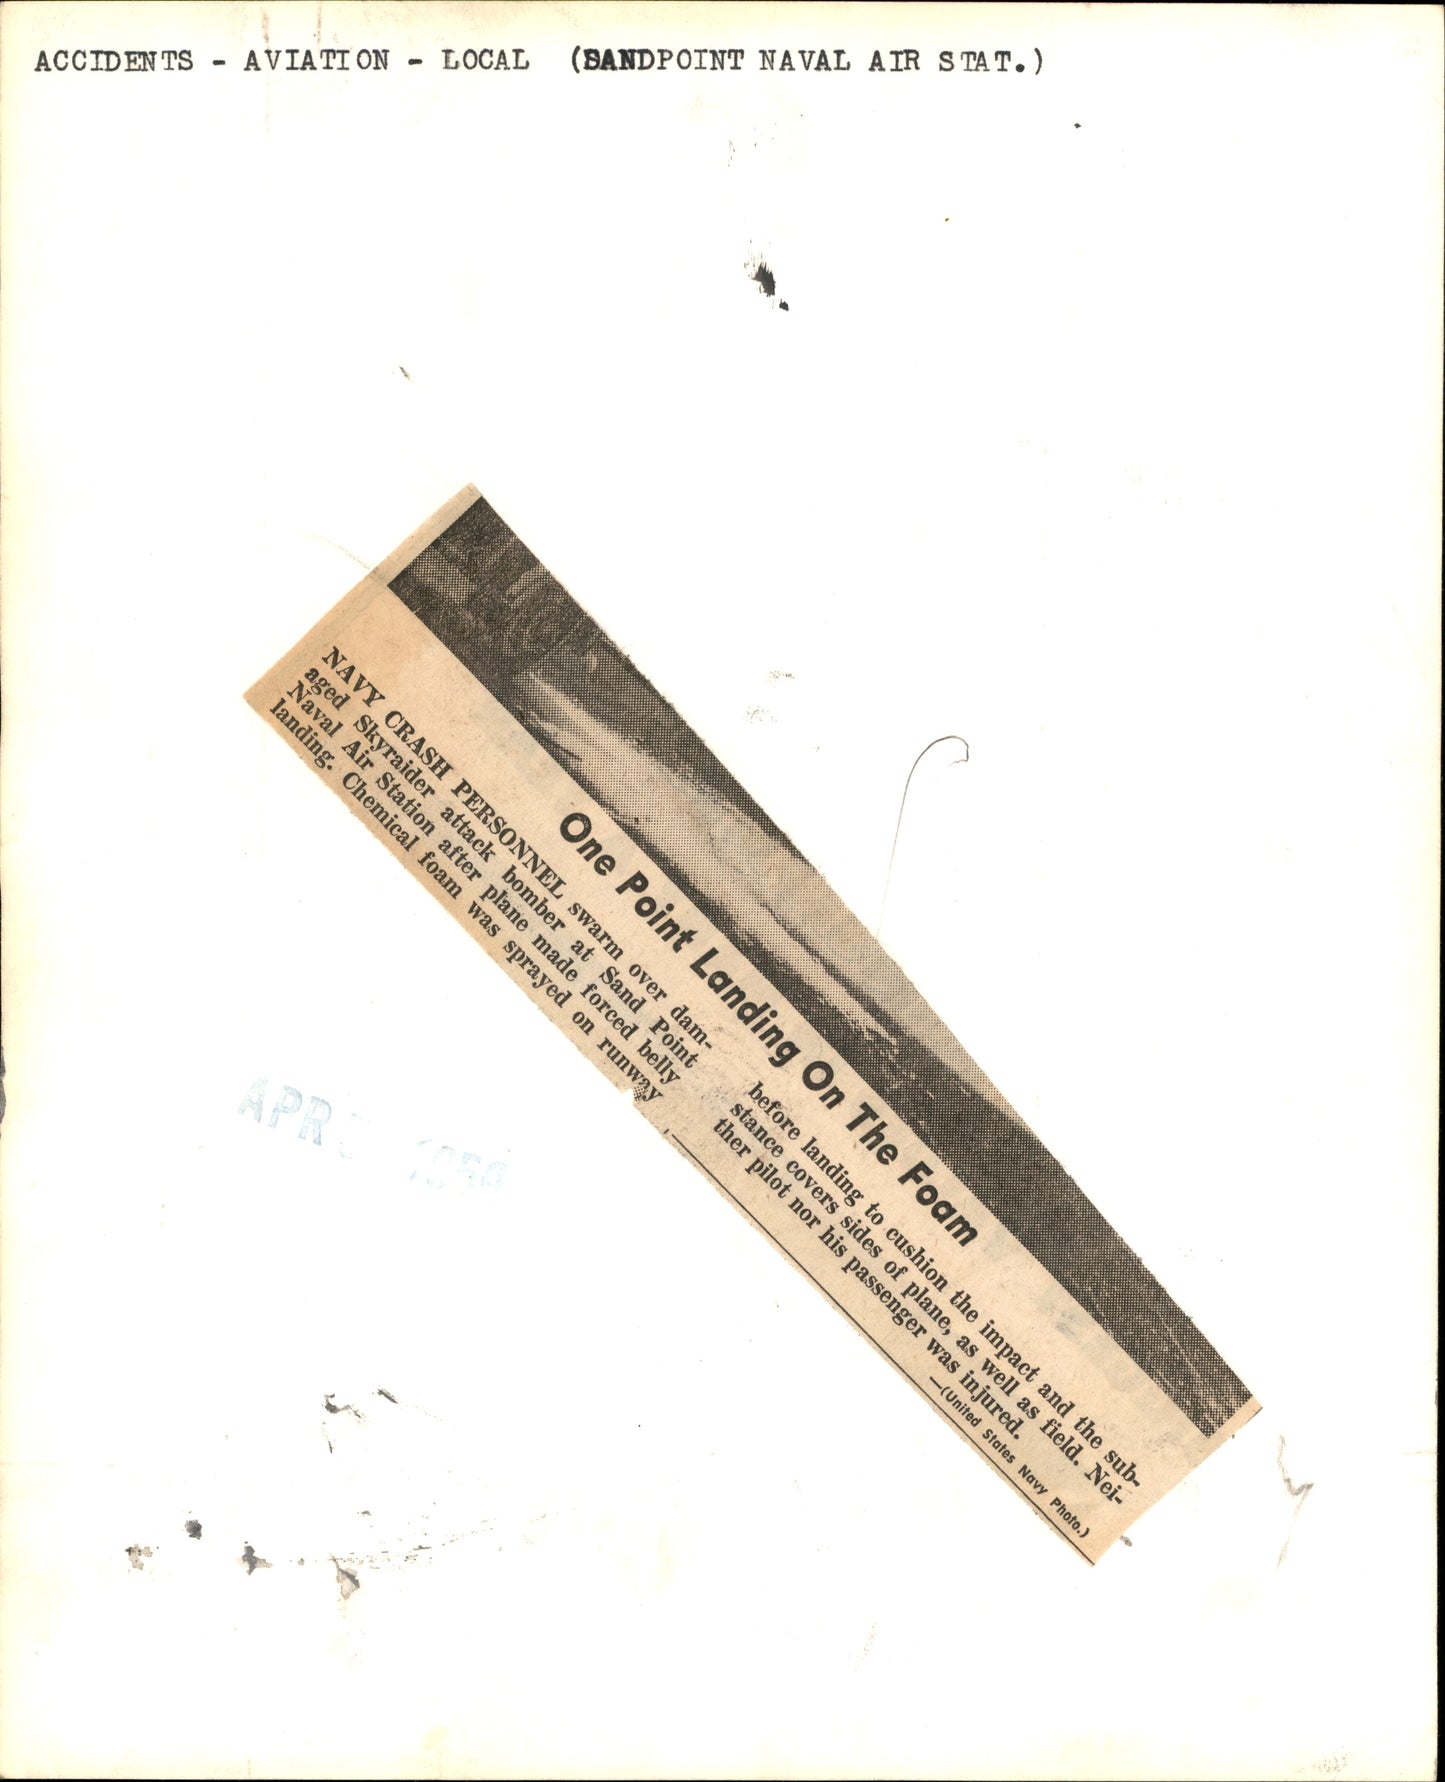 ACCIDENTS - AVIATION - LOCAL (SANDPOINT NAVAL AIR STAT.)
One Point Landing On The Foam
NAVY CRASH PERSONNEL swarm over dam-
aged Skyraider attack bomber at Sand Point
Naval Air Station after plane made forced belly
landing. Chemical foam was sprayed on runway
before landing to cushion the impact and the sub-
stance covers sides of plane, as well as field. Nei-
ther pilot nor his passenger was injured.
—(United States Navy Photo.)
APR